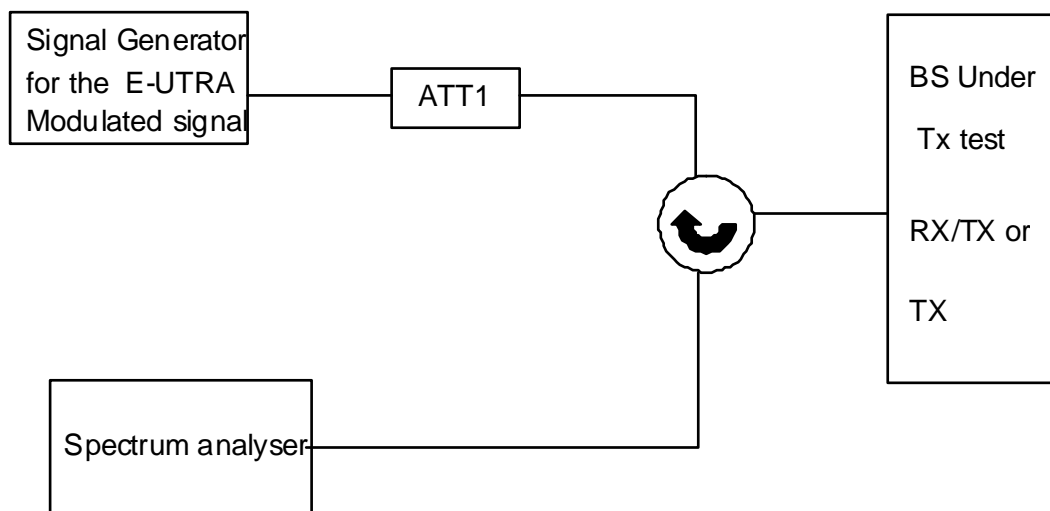 Signal Generator
for the E-UTRA
Modulated signal
ATT1
BS Under
Tx test
RX/TX or
TX
Spectrum analyser